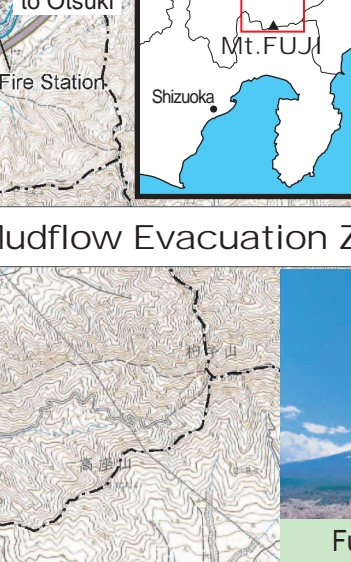 to Otsuki
Fire Station
Mt.FUJI
Shizuoka
udflow Evacuation Z
杓子山
高座山
Fu